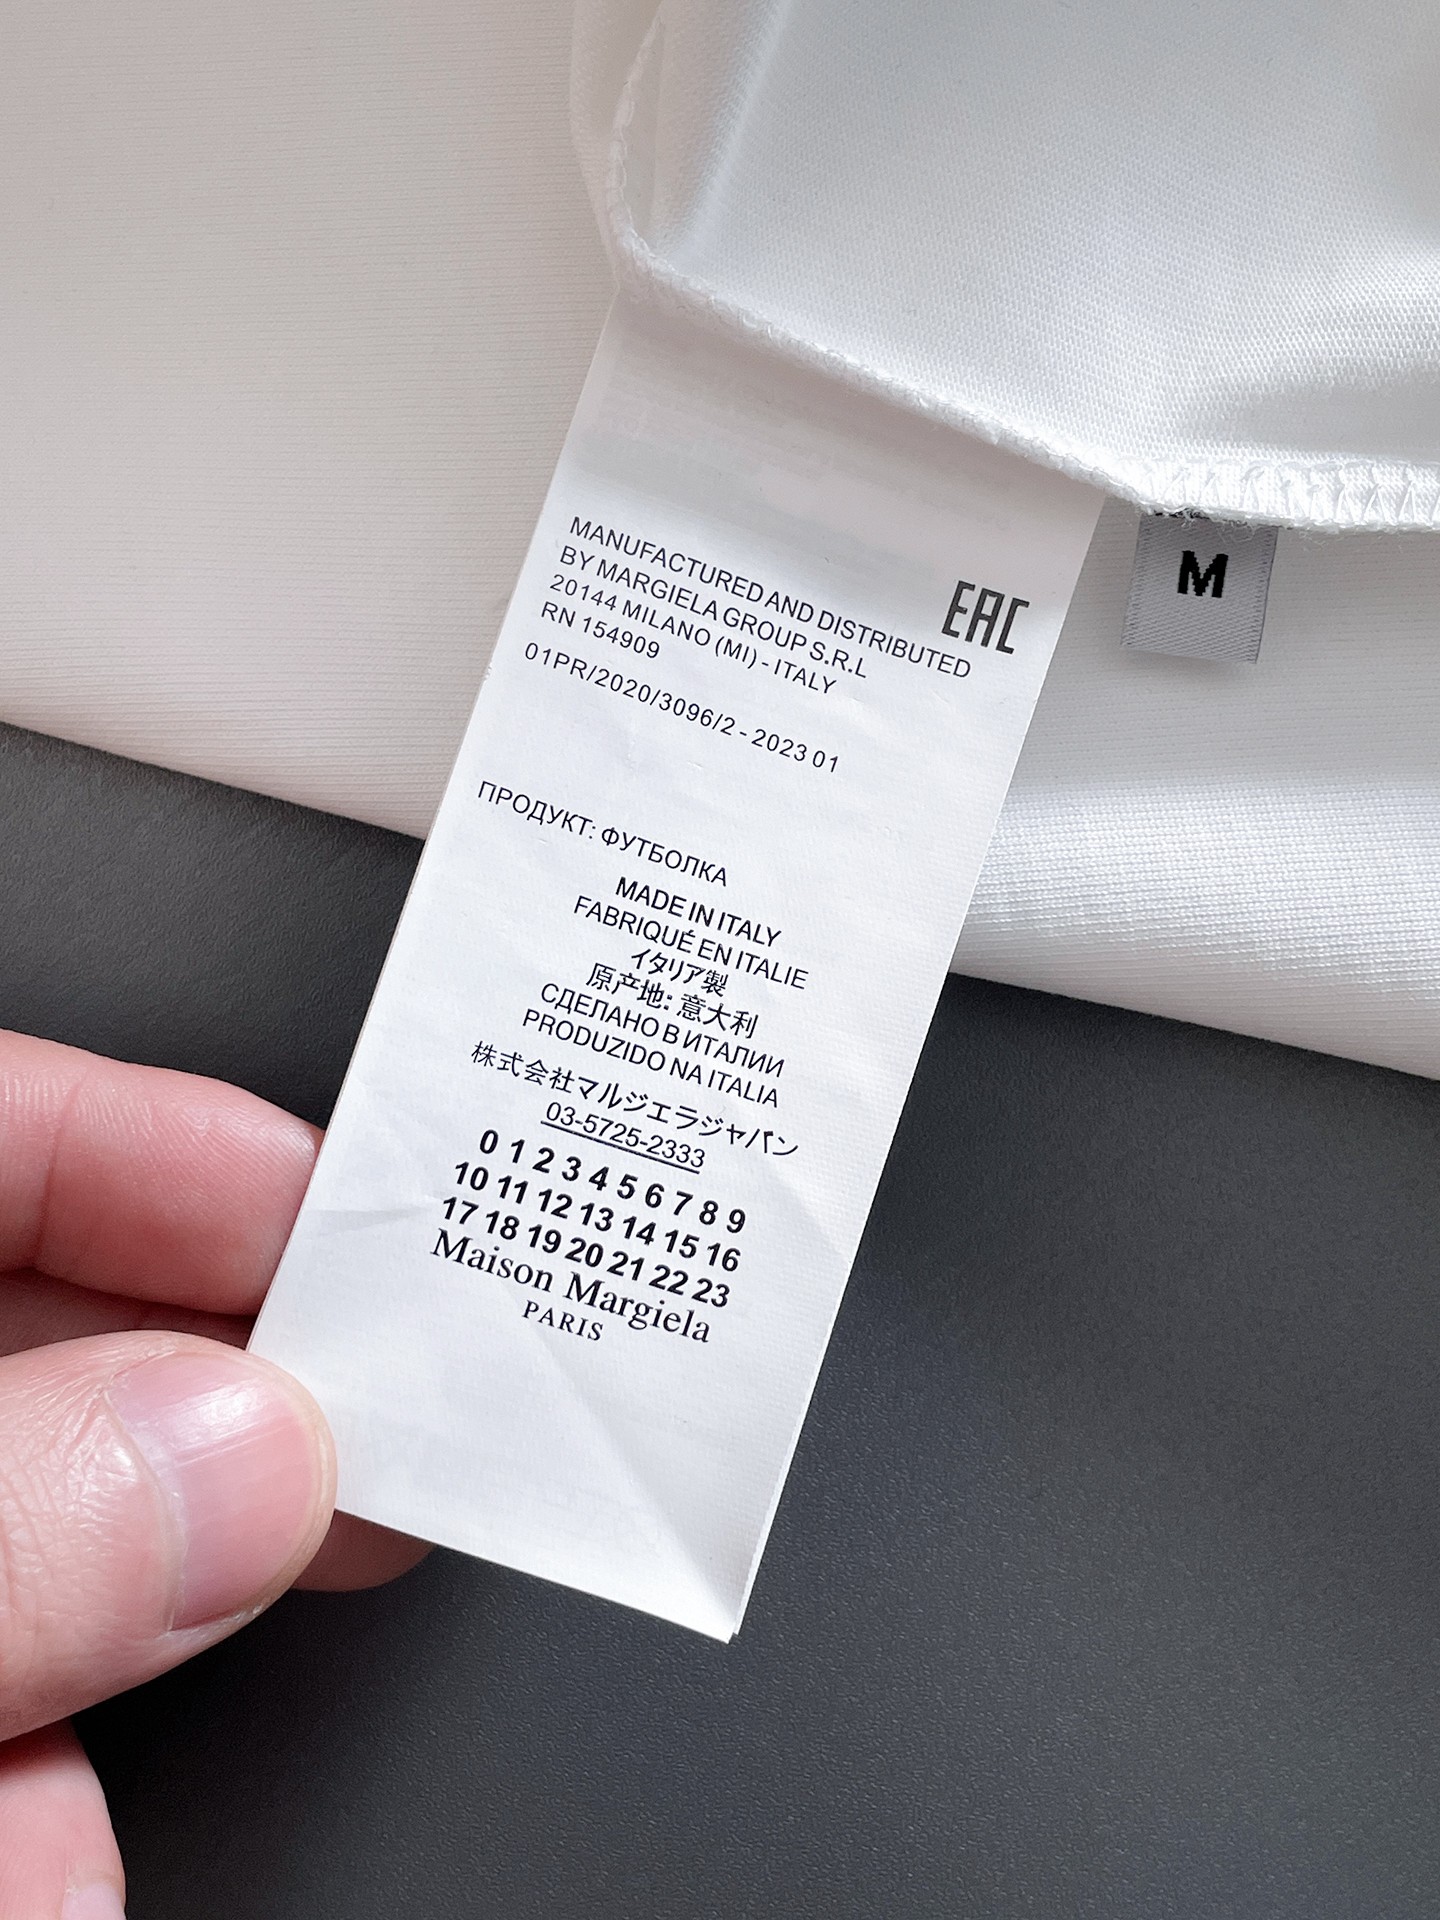 MANUFACTURED AND DISTRIBUTED
BY MARGIELA GROUP S.R.L
20144 MILANO (MI) - ITALY
RN 154909
EAC
M
01PR/2020/3096/2 - 2023 01
ПРОДУКТ: ФУТБОЛКА
MADE IN ITALY
FABRIQUÉ EN ITALIE
イタリア製
原产地: 意大利
СДЕЛАНО В ИТАЛИИ
PRODUZIDO NA ITALIA
株式会社マルジエラジャパン
03-5725-2333
0 1 2 3 4 5 6 7 8 9
10 11 12 13 14 15 16
17 18 19 20 21 22 23
Maison Margiela
PARIS